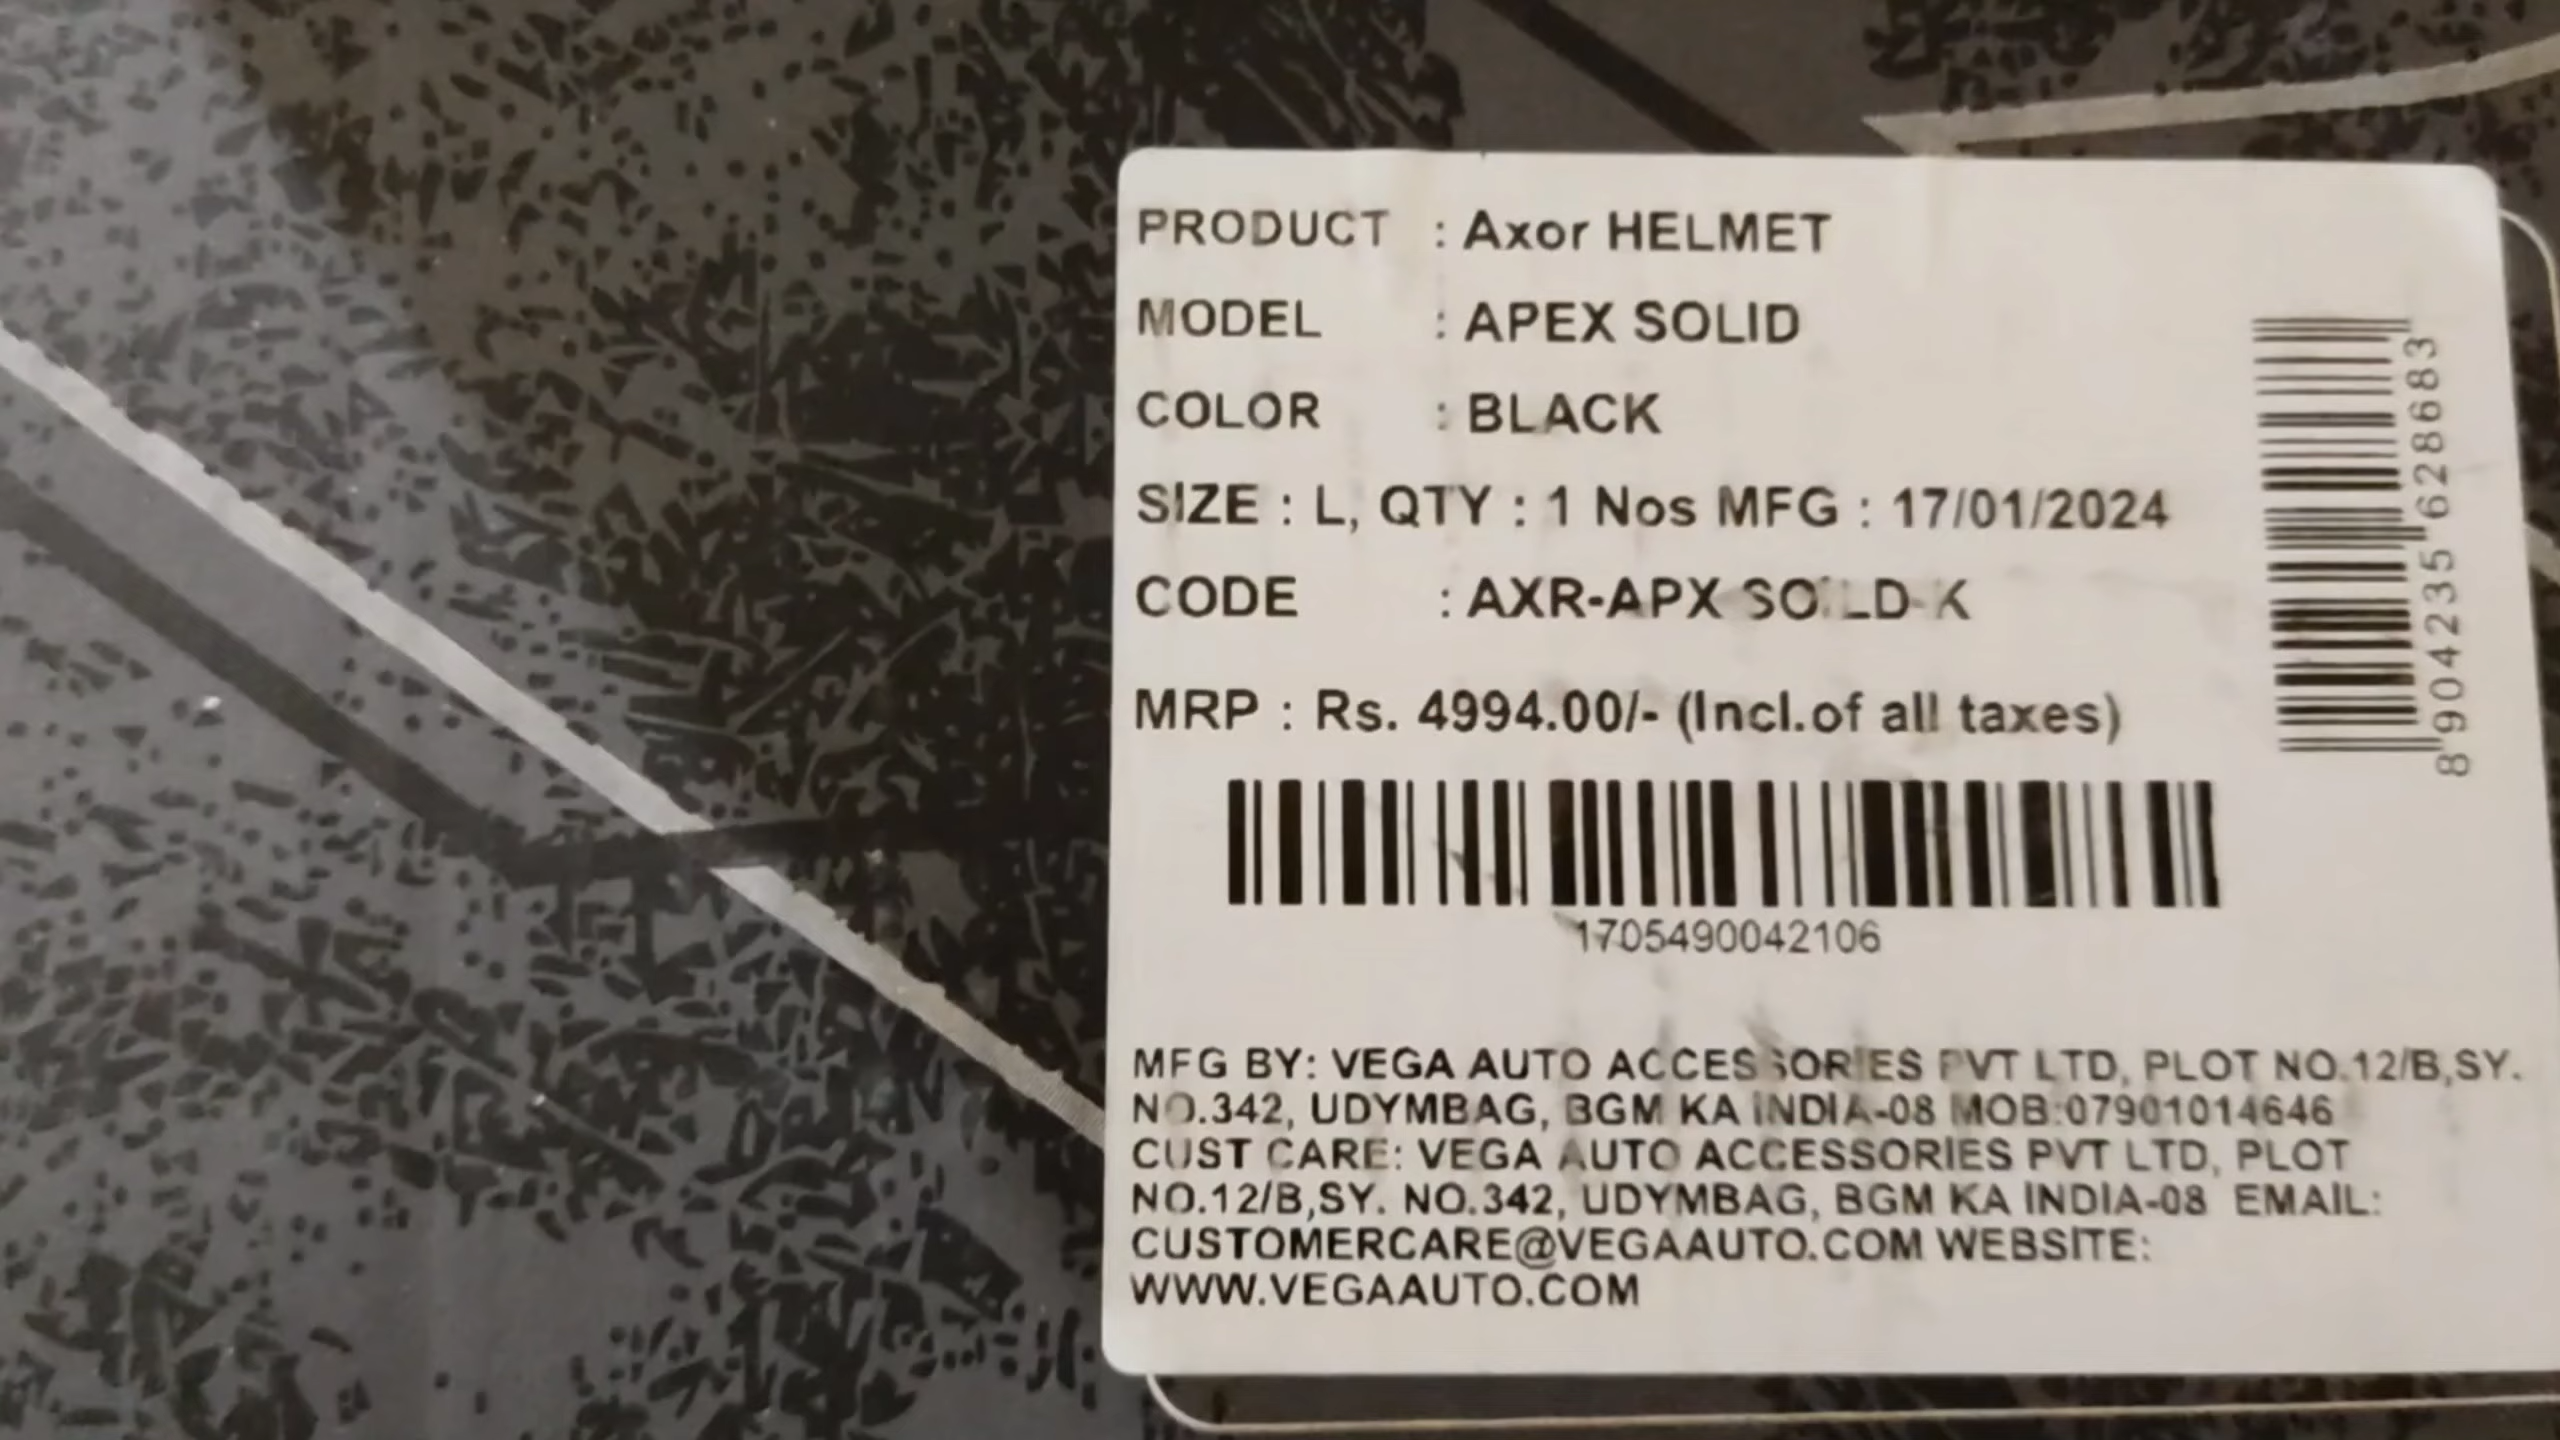 PRODUCT : Axor HELMET
MODEL : APEX SOLID
COLOR : BLACK
SIZE : L, QTY : 1 Nos MFG : 17/01/2024
CODE : AXR-APX
MRP : Rs. 4994.00/- (Incl.of all taxes)
1705490042106
8904235628683
MFG BY: VEGA AUTO ACCESSORIES PVT LTD, PLOT NO.12/B,SY.
NO.342, UDYMBAG, BGM KA INDIA-08 MOB:07901014646
CUST CARE: VEGA AUTO ACCESSORIES PVT LTD, PLOT
NO.12/B,SY. NO.342, UDYMBAG, BGM KA INDIA-08 EMAIL:
CUSTOMERCARE@VEGAAUTO.COM WEBSITE:
WWW.VEGAAUTO.COM